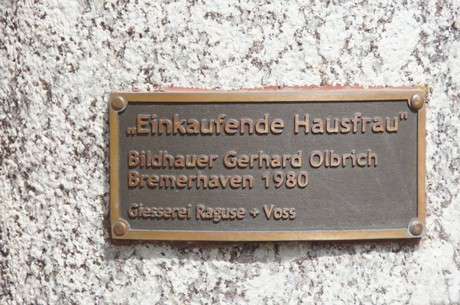 „Einkaufende Hausfrau“
Bildhauer Gerhard Olbrich
Bremerhaven 1980
Giesserei Raguse + Voss